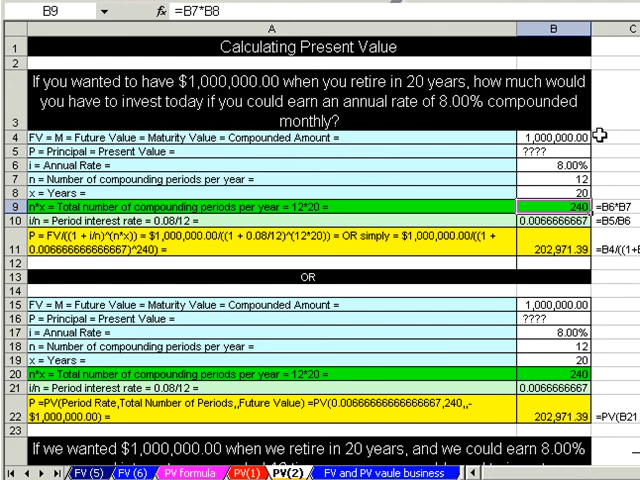 B9 fx =B7*B8
A B C
1 Calculating Present Value
2
If you wanted to have $1,000,000.00 when you retire in 20 years, how much would
you have to invest today if you could earn an annual rate of 8.00% compounded
3 monthly?
4 FV = M = Future Value = Maturity Value = Compounded Amount = 1,000,000.00
5 P = Principal = Present Value = ????
6 i = Annual Rate = 8.00%
7 n = Number of compounding periods per year = 12
8 x = Years = 20
9 n*x = Total number of compounding periods per year = 12*20 = 240 =B6*B7
10 i/n = Period interest rate = 0.08/12 = 0.0066666667 =B5/B6
P = FV/((1 + i/n)^(n*x)) = $1,000,000.00/((1 + 0.08/12)^(12*20)) = OR simply = $1,000,000.00/((1 +
11 0.006666666666667)^240) = 202,971.39 =B4/((1+B
12
13 OR
14
15 FV = M = Future Value = Maturity Value = Compounded Amount = 1,000,000.00
16 P = Principal = Present Value = ????
17 i = Annual Rate = 8.00%
18 n = Number of compounding periods per year = 12
19 x = Years = 20
20 n*x = Total number of compounding periods per year = 12*20 = 240
21 i/n = Period interest rate = 0.08/12 = 0.0066666667
P =PV(Period Rate,Total Number of Periods,,Future Value) =PV(0.00666666666666667,240,,-
22 $1,000,000.00) = 202,971.39 =PV(B21
23
If we wanted $1,000,000.00 when we retire in 20 years, and we could earn 8.00%
FV (5) FV (6) PV formula PV(1) PV(2) FV and PV vaule business